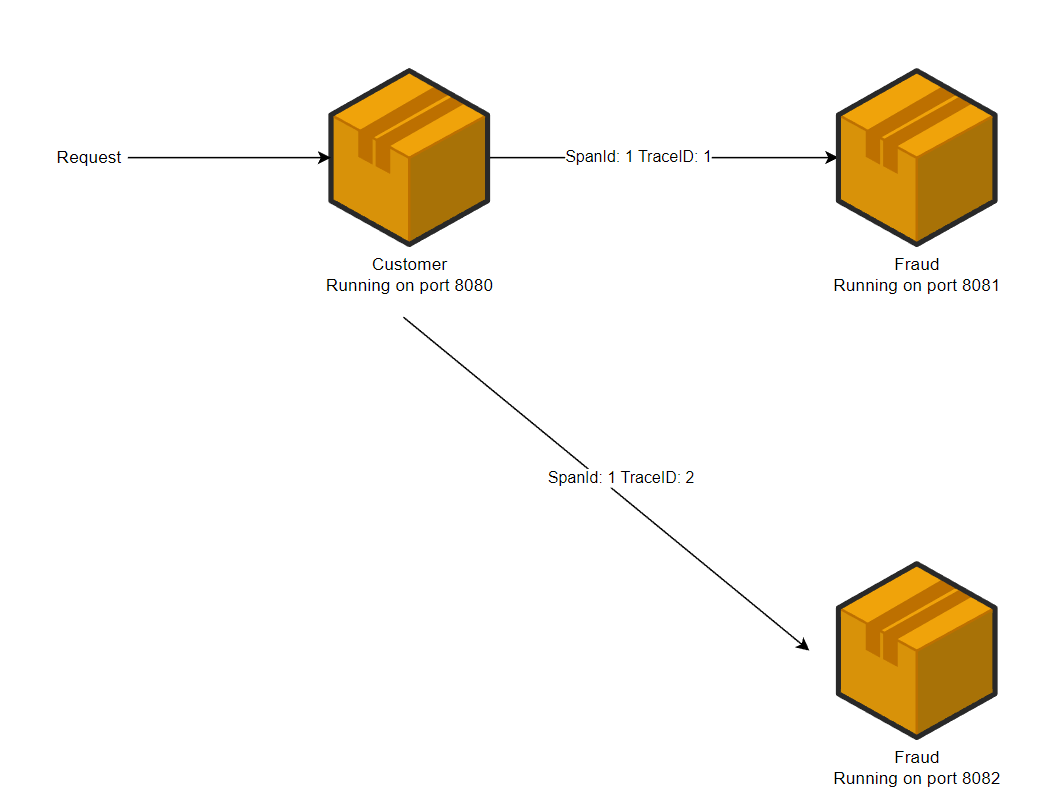 Request
SpanId: 1 TraceID: 1
Customer
Running on port 8080
Fraud
Running on port 8081
SpanId: 1 TraceID: 2
Fraud
Running on port 8082